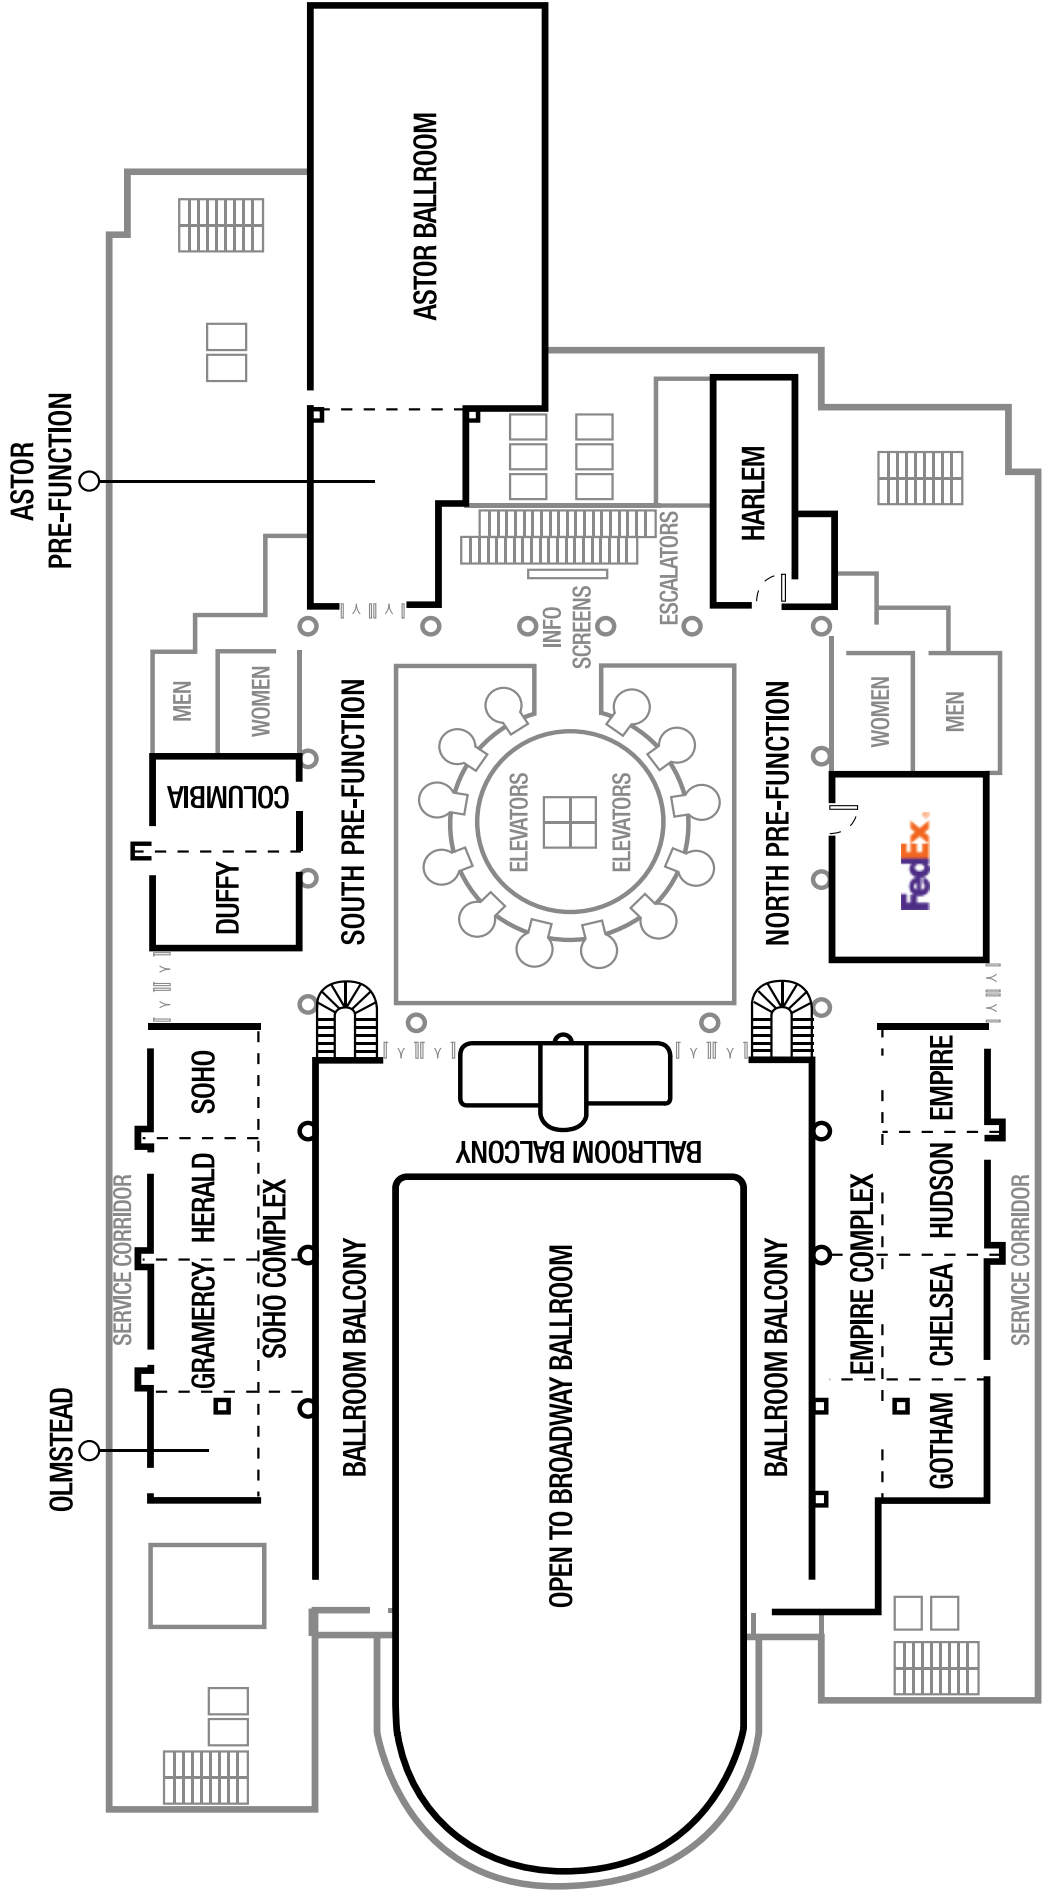 ASTOR BALLROOM
ASTOR
PRE-FUNCTION
HARLEM
ESCALATORS
INFO
SCREENS
MEN
WOMEN
SOUTH PRE-FUNCTION
NORTH PRE-FUNCTION
WOMEN
MEN
COLUMBIA
DUFFY
ELEVATORS
ELEVATORS
FedEx
SOHO
HERALD
GRAMERCY
OLMSTEAD
SOHO COMPLEX
SERVICE CORRIDOR
BALLROOM BALCONY
BALLROOM BALCONY
OPEN TO BROADWAY BALLROOM
BALLROOM BALCONY
EMPIRE COMPLEX
EMPIRE
HUDSON
CHELSEA
GOTHAM
SERVICE CORRIDOR